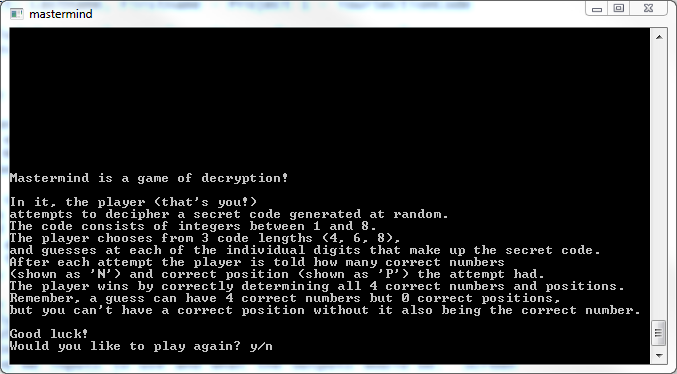 mastermind
Mastermind is a game of decryption!
In it, the player (that's you!)
attempts to decipher a secret code generated at random.
The code consists of integers between 1 and 8.
The player chooses from 3 code lengths (4, 6, 8),
and guesses at each of the individual digits that make up the secret code.
After each attempt the player is told how many correct numbers
(shown as 'N') and correct position (shown as 'P') the attempt had.
The player wins by correctly determining all 4 correct numbers and positions.
Remember, a guess can have 4 correct numbers but 0 correct positions,
but you can't have a correct position without it also being the correct number.
Good luck!
Would you like to play again? y/n